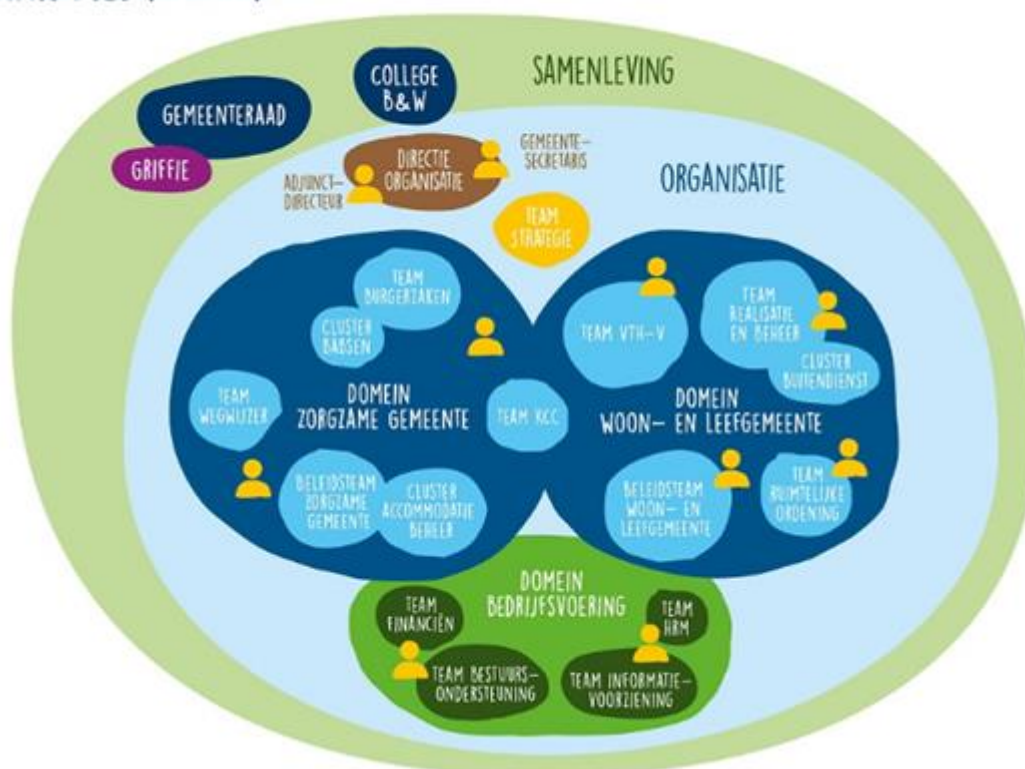 SAMENLEVING
COLLEGE
B&W
GEMEENTERAAD
GRIFFIE
DIRECTIE
ORGANISATIE
GEMEENTE-
SECRETARIS
ADJUNCT-
DIRECTEUR
ORGANISATIE
TEAM
STRATEGIE
TEAM
BURGERZAKEN
CLUSTER
BABSEN
TEAM
WEGWIJZER
DOMEIN
ZORGZAME GEMEENTE
TEAM KCC
BELEIDSTEAM
ZORGZAME
GEMEENTE
CLUSTER
ACCOMMODATIE
BEHEER
TEAM VTH-V
TEAM
REALISATIE
EN BEHEER
CLUSTER
BUITENDIENST
DOMEIN
WOON- EN LEEFGEMEENTE
BELEIDSTEAM
WOON- EN
LEEFGEMEENTE
TEAM
RUIMTELIJKE
ORDENING
DOMEIN
BEDRIJFSVOERING
TEAM
FINANCIËN
TEAM
HRM
TEAM BESTUURS-
ONDERSTEUNING
TEAM INFORMATIE-
VOORZIENING